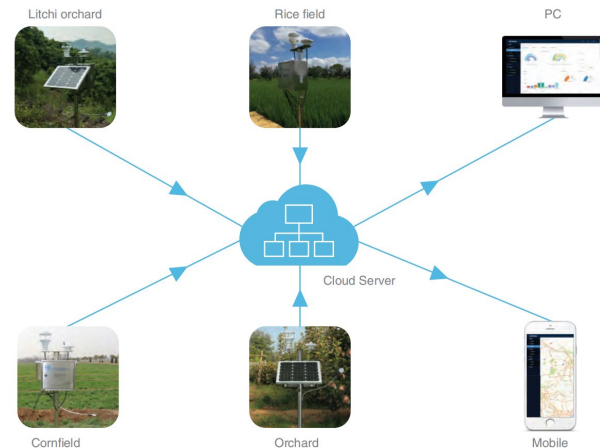 Litchi orchard
Rice field
PC
Cloud Server
Cornfield
Orchard
Mobile